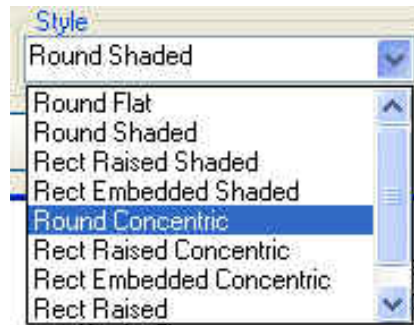 Style
Round Shaded
Round Flat
Round Shaded
Rect Raised Shaded
Rect Embedded Shaded
Round Concentric
Rect Raised Concentric
Rect Embedded Concentric
Rect Raised